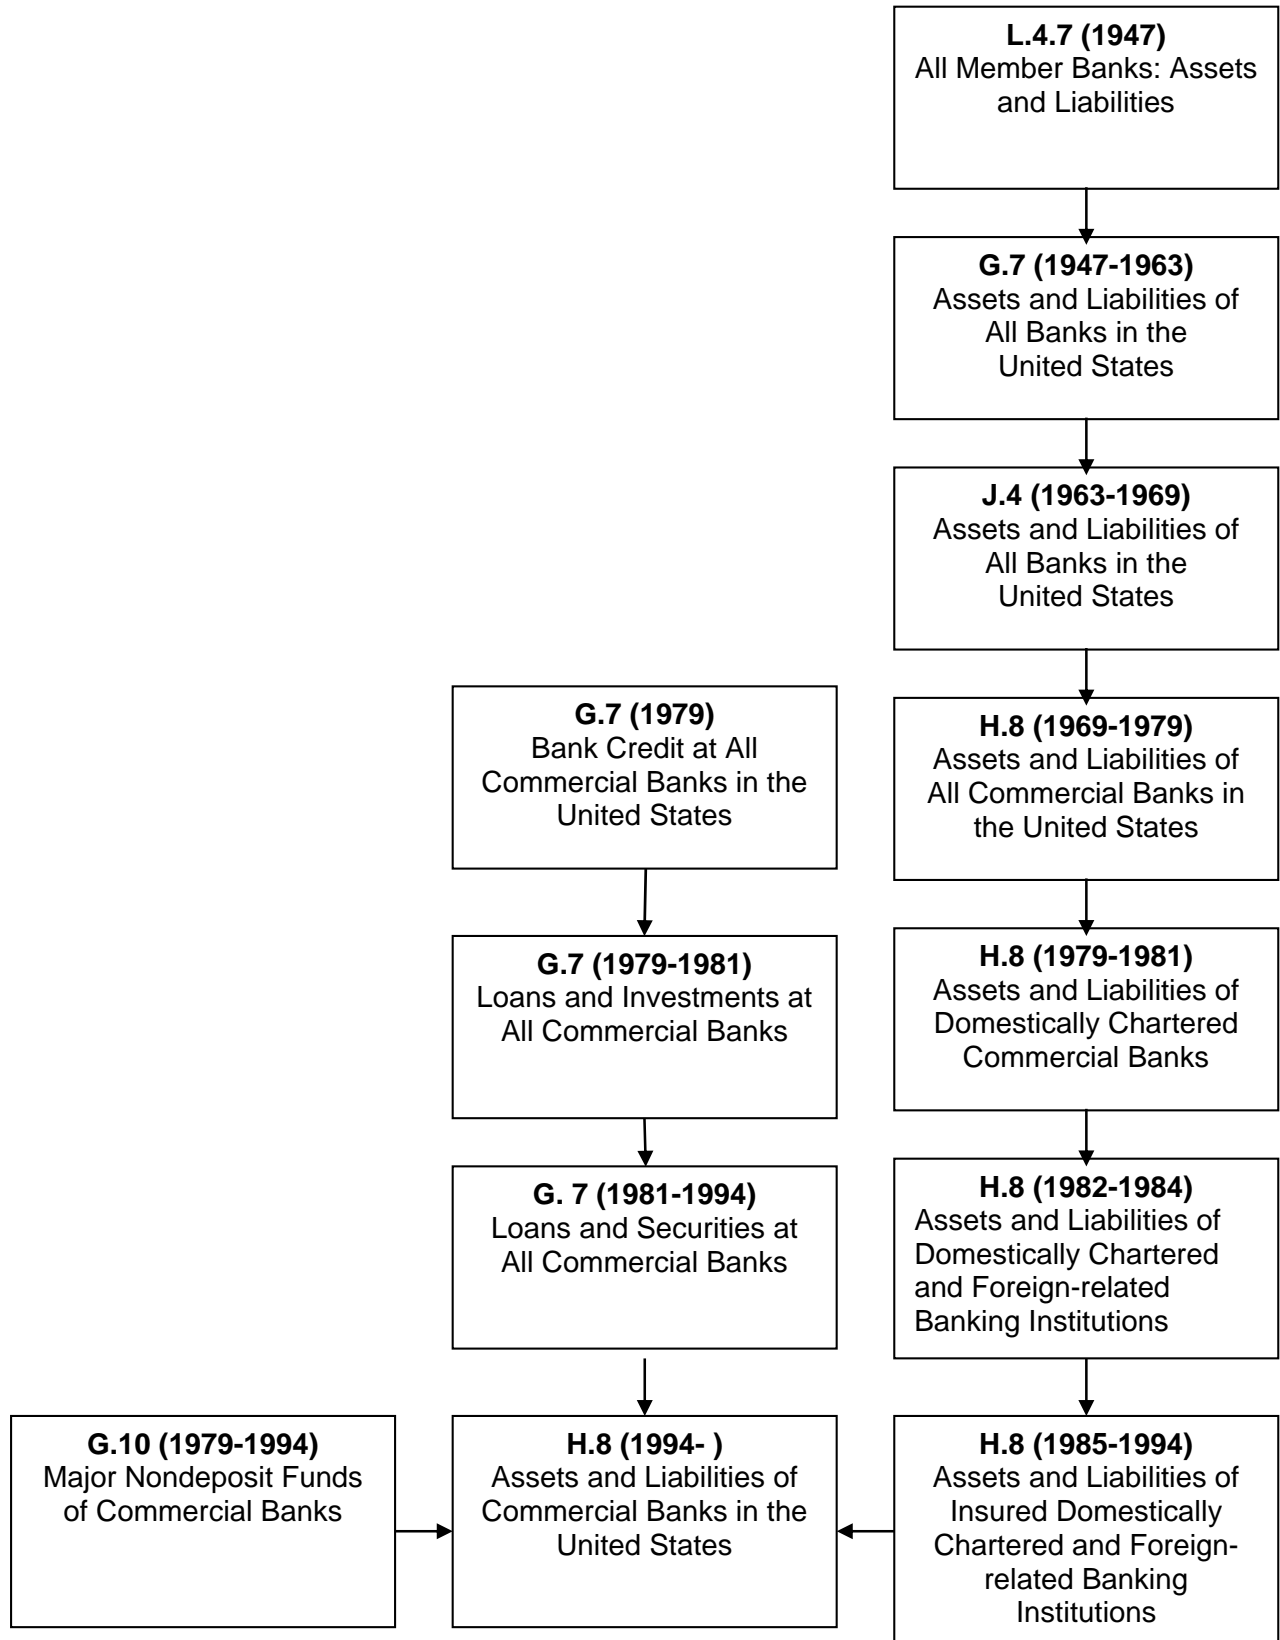 L.4.7 (1947)
All Member Banks: Assets
and Liabilities
G.7 (1947-1963)
Assets and Liabilities of
All Banks in the
United States
J.4 (1963-1969)
Assets and Liabilities of
All Banks in the
United States
G.7 (1979)
Bank Credit at All
Commercial Banks in the
United States
H.8 (1969-1979)
Assets and Liabilities of
All Commercial Banks in
the United States
G.7 (1979-1981)
Loans and Investments at
All Commercial Banks
H.8 (1979-1981)
Assets and Liabilities of
Domestically Chartered
Commercial Banks
G. 7 (1981-1994)
Loans and Securities at
All Commercial Banks
H.8 (1982-1984)
Assets and Liabilities of
Domestically Chartered
and Foreign-related
Banking Institutions
G.10 (1979-1994)
Major Nondeposit Funds
of Commercial Banks
H.8 (1994- )
Assets and Liabilities of
Commercial Banks in the
United States
H.8 (1985-1994)
Assets and Liabilities of
Insured Domestically
Chartered and Foreign-
related Banking
Institutions